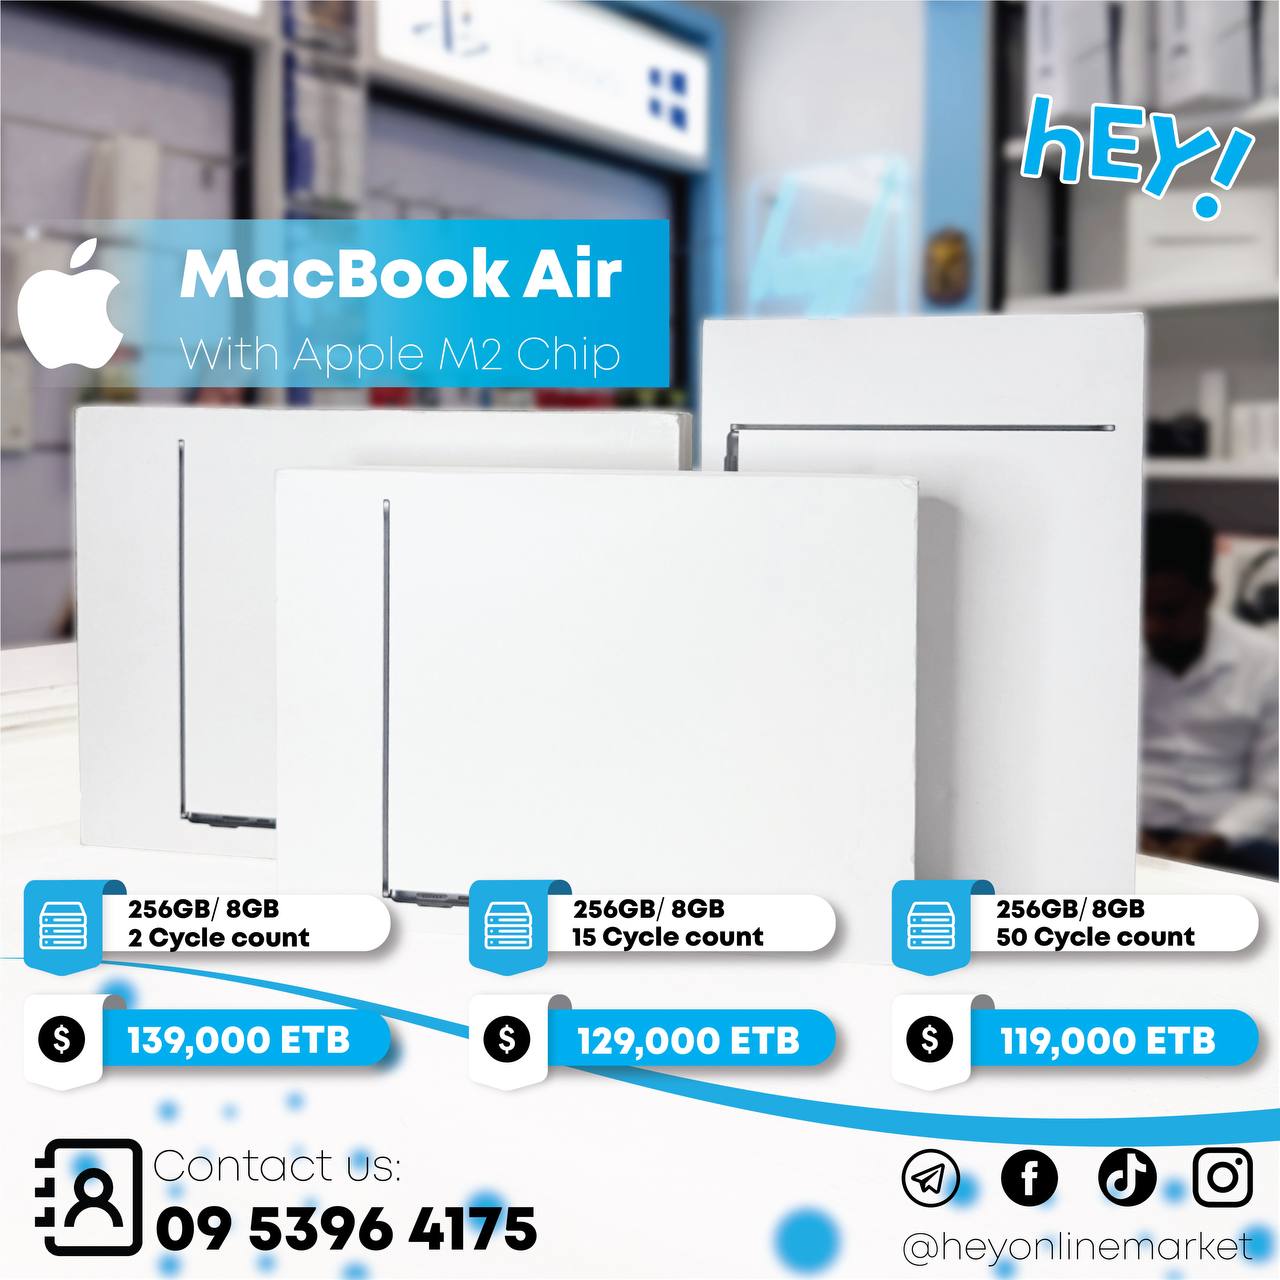 hEY!
MacBook Air
With Apple M2 Chip
256GB/ 8GB
2 Cycle count
256GB/ 8GB
15 Cycle count
256GB/ 8GB
50 Cycle count
$ 139,000 ETB
$ 129,000 ETB
$ 119,000 ETB
Contact us:
09 5396 4175
@heyonlinemarket